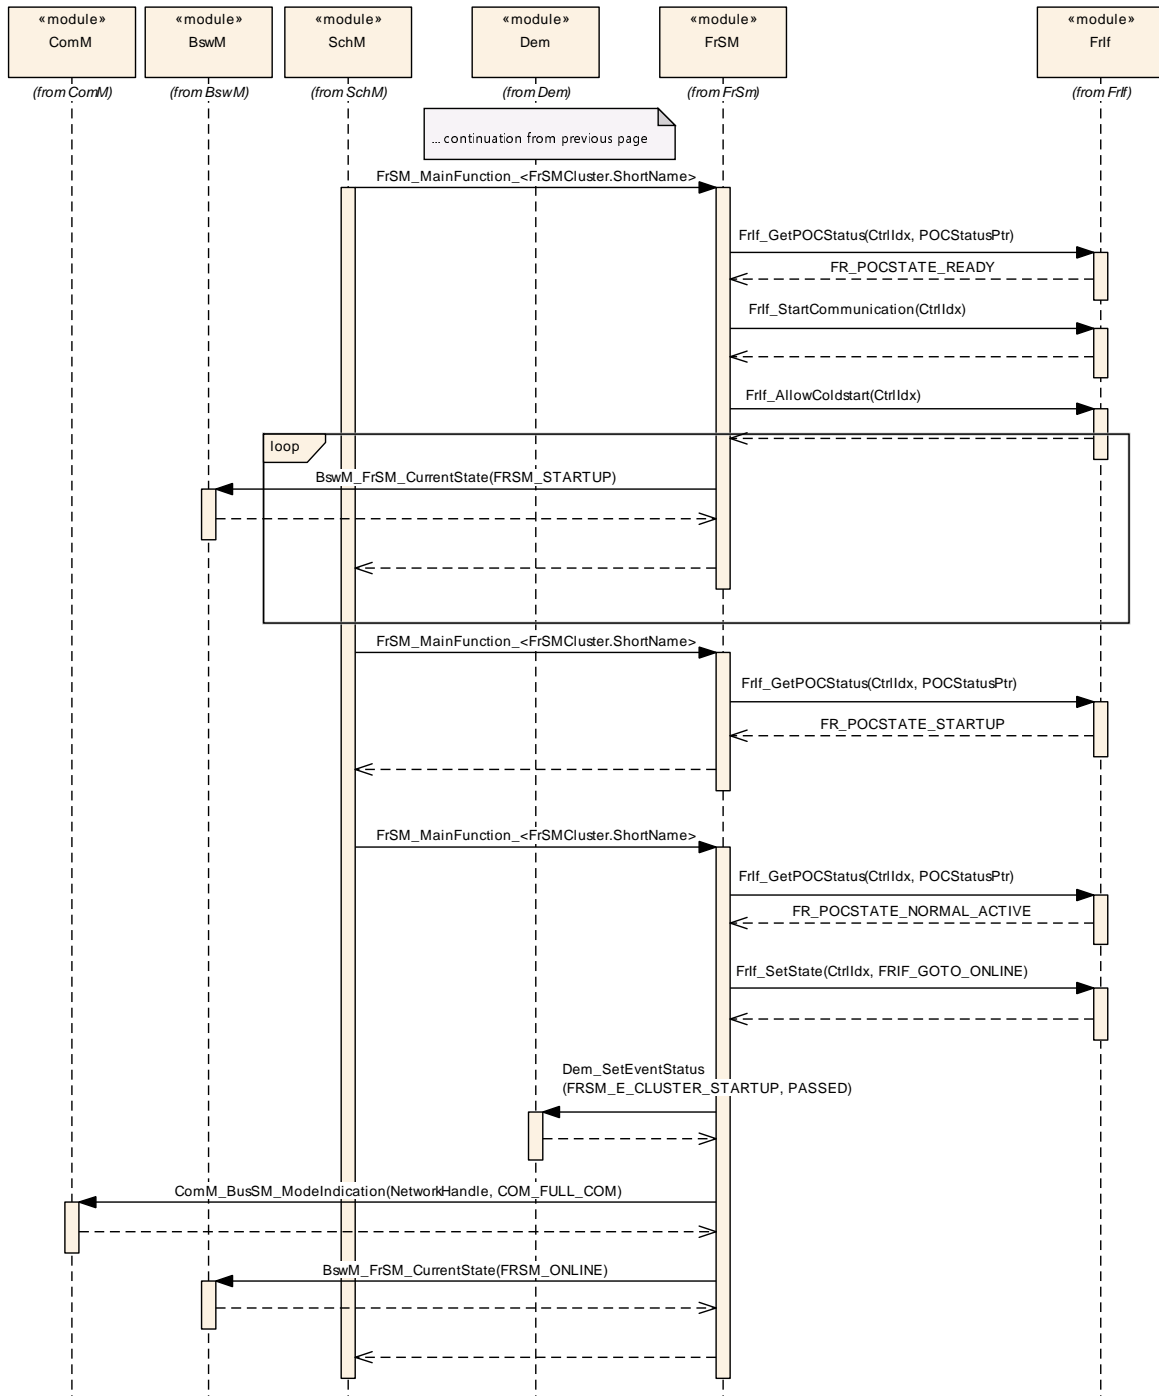 «module» «module» «module» «module» «module» «module»
ComM BswM SchM Dem FrSM FrIf
(from ComM) (from BswM) (from SchM) (from Dem) (from FrSm) (from FrIf)
... continuation from previous page
FrSM_MainFunction_<FrSMCluster.ShortName>
FrIf_GetPOCStatus(CtrlIdx, POCStatusPtr)
FR_POCSTATE_READY
FrIf_StartCommunication(CtrlIdx)
FrIf_AllowColdstart(CtrlIdx)
loop
BswM_FrSM_CurrentState(FRSM_STARTUP)
FrSM_MainFunction_<FrSMCluster.ShortName>
FrIf_GetPOCStatus(CtrlIdx, POCStatusPtr)
FR_POCSTATE_STARTUP
FrSM_MainFunction_<FrSMCluster.ShortName>
FrIf_GetPOCStatus(CtrlIdx, POCStatusPtr)
FR_POCSTATE_NORMAL_ACTIVE
FrIf_SetState(CtrlIdx, FRIF_GOTO_ONLINE)
Dem_SetEventStatus
(FRSM_E_CLUSTER_STARTUP, PASSED)
ComM_BusSM_ModeIndication(NetworkHandle, COM_FULL_COM)
BswM_FrSM_CurrentState(FRSM_ONLINE)